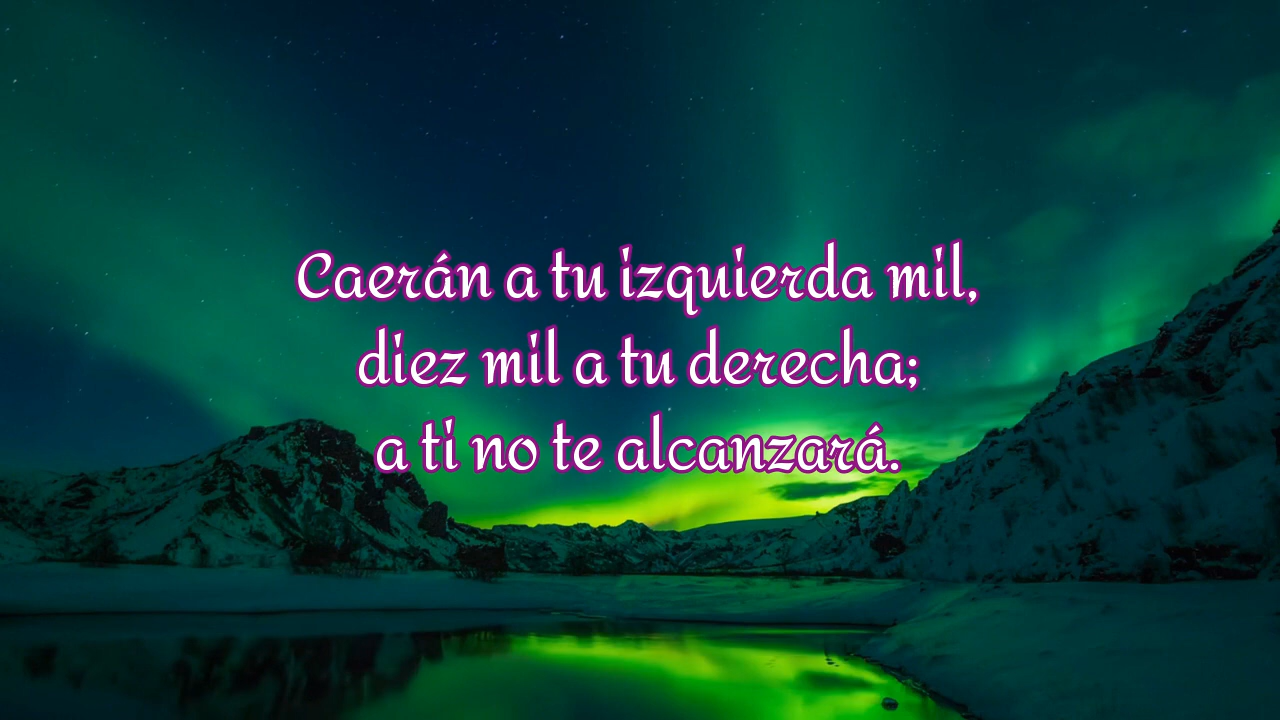 Caerán a tu izquierda mil,
diez mil a tu derecha;
a ti no te alcanzará.